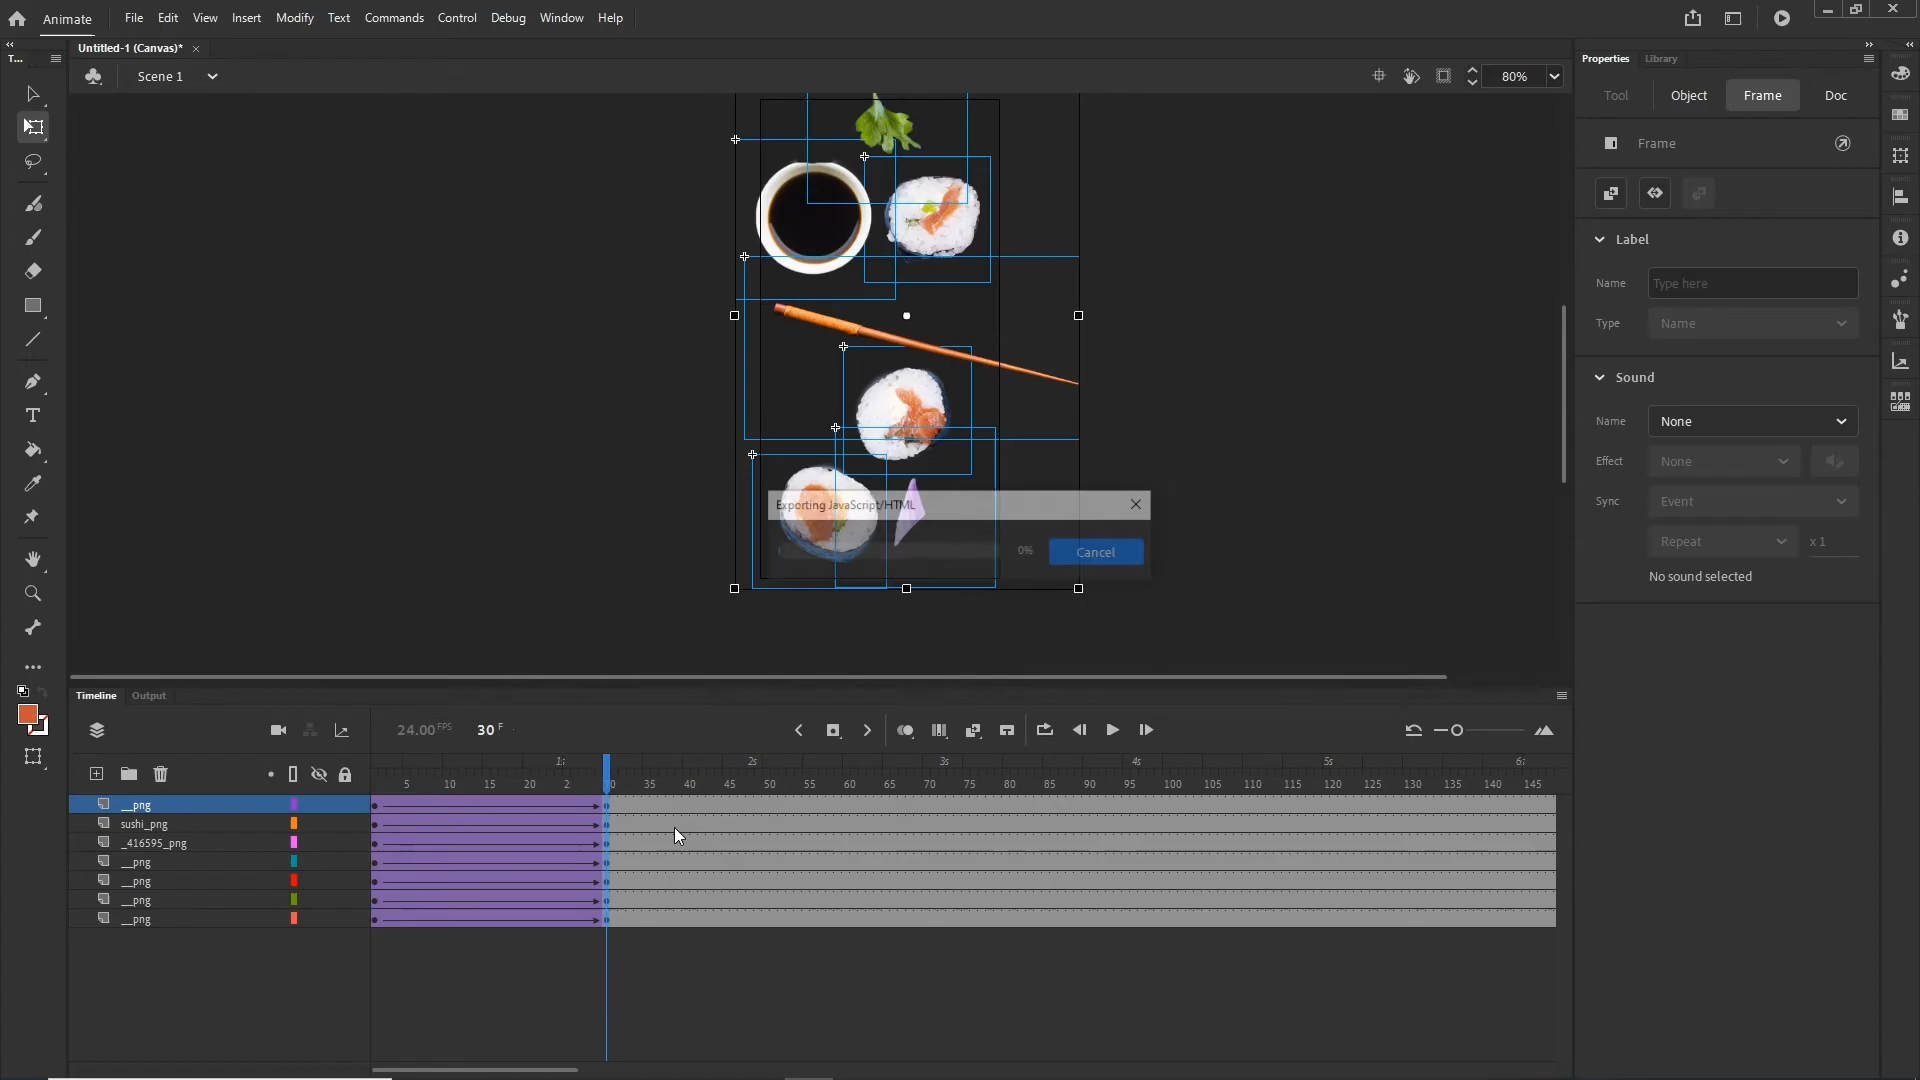 Animate
File Edit View Insert Modify Text Commands Control Debug Window Help
Untitled-1 (Canvas)*
T...
Scene 1
80%
Properties Library
Tool Object Frame Doc
Frame
Label
Name Type here
Type Name
Sound
Name None
Effect None
Sync Event
Repeat x 1
No sound selected
Exporting JavaScript/HTML
0% Cancel
Timeline Output
24.00 FPS 30 F
1s 2s 3s 4s 5s
5 10 15 20 2 0 35 40 45 50 55 60 65 70 75 80 85 90 95 100 105 110 115 120 125 130 135 140 145
__png
sushi_png
_416595_png
__png
__png
__png
__png